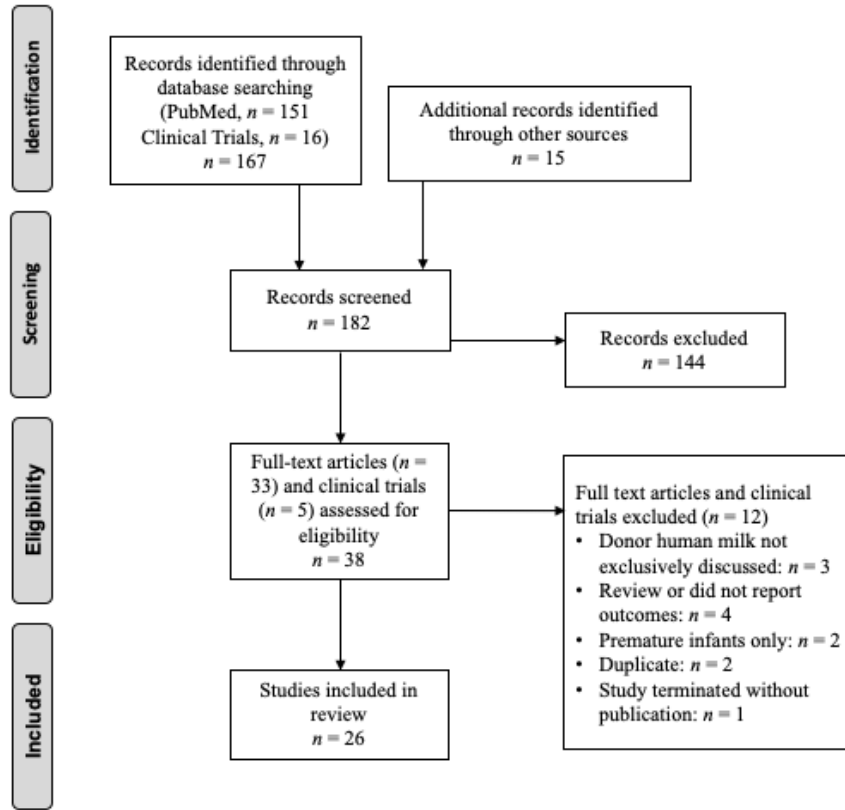 Identification
Records identified through
database searching
(PubMed, n = 151
Clinical Trials, n = 16)
n = 167
Additional records identified
through other sources
n = 15
Screening
Records screened
n = 182
Records excluded
n = 144
Eligibility
Full-text articles (n =
33) and clinical trials
(n = 5) assessed for
eligibility
n = 38
Full text articles and clinical
trials excluded (n = 12)
• Donor human milk not
exclusively discussed: n = 3
• Review or did not report
outcomes: n = 4
• Premature infants only: n = 2
• Duplicate: n = 2
• Study terminated without
publication: n = 1
Included
Studies included in
review
n = 26